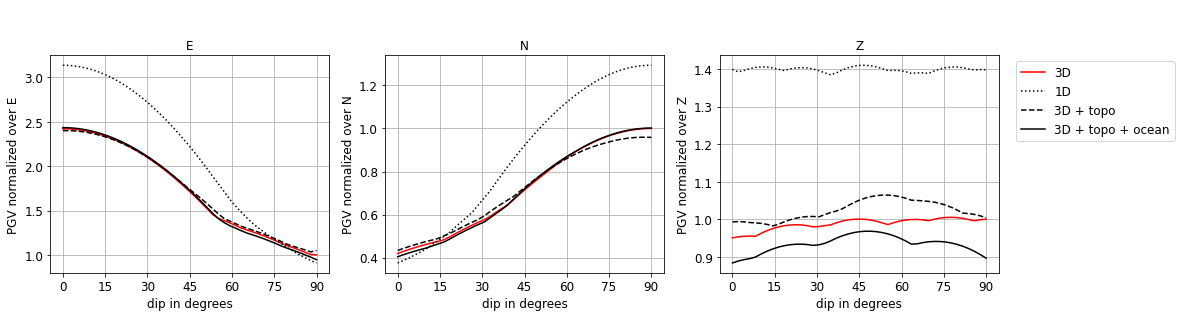 E
PGV normalized over E
3.0
2.5
2.0
1.5
1.0
0 15 30 45 60 75 90
dip in degrees
N
PGV normalized over N
1.2
1.0
0.8
0.6
0.4
0 15 30 45 60 75 90
dip in degrees
Z
PGV normalized over Z
1.4
1.3
1.2
1.1
1.0
0.9
0 15 30 45 60 75 90
dip in degrees
3D
1D
3D + topo
3D + topo + ocean